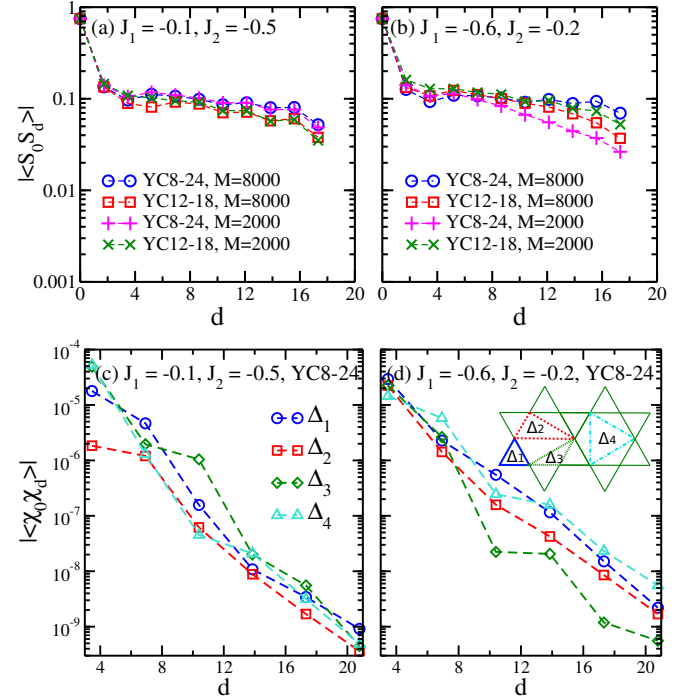 (a) J₁ = -0.1, J₂ = -0.5
(b) J₁ = -0.6, J₂ = -0.2
|<S₀S_d>|
1
0.1
0.01
0.001
YC8-24, M=8000
YC12-18, M=8000
YC8-24, M=2000
YC12-18, M=2000
YC8-24, M=8000
YC12-18, M=8000
YC8-24, M=2000
YC12-18, M=2000
0 4 8 12 16 0 4 8 12 16 20
d
d
(c) J₁ = -0.1, J₂ = -0.5, YC8-24
(d) J₁ = -0.6, J₂ = -0.2, YC8-24
|<χ₀χ_d>|
10⁻⁴
10⁻⁵
10⁻⁶
10⁻⁷
10⁻⁸
10⁻⁹
Δ₁
Δ₂
Δ₃
Δ₄
Δ₂
Δ₄
Δ₁
Δ₃
4 8 12 16 20 4 8 12 16 20
d
d